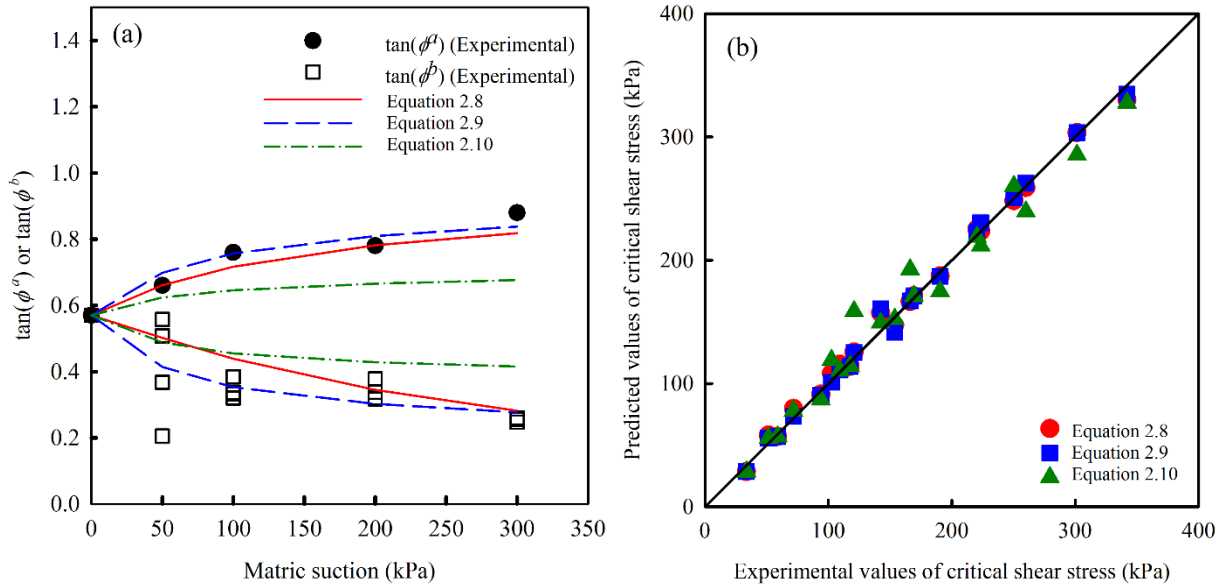 (a)
tan(ϕᵃ) (Experimental)
tan(ϕᵇ) (Experimental)
Equation 2.8
Equation 2.9
Equation 2.10
1.4
1.2
1.0
0.8
0.6
0.4
0.2
0.0
tan(ϕᵃ) or tan(ϕᵇ)
0 50 100 150 200 250 300 350
Matric suction (kPa)
(b)
400
300
200
100
0
Predicted values of critical shear stress (kPa)
Equation 2.8
Equation 2.9
Equation 2.10
0 100 200 300 400
Experimental values of critical shear stress (kPa)